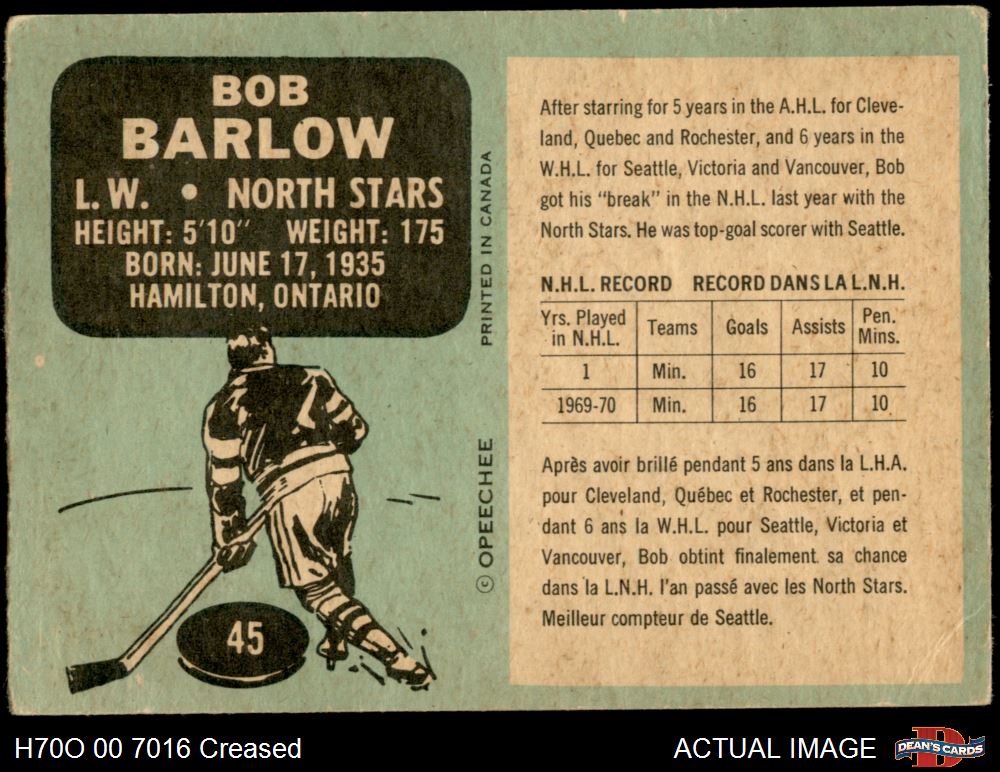 BOB
BARLOW
L.W. • NORTH STARS
HEIGHT: 5'10" WEIGHT: 175
BORN: JUNE 17, 1935
HAMILTON, ONTARIO
PRINTED IN CANADA
© OPEECHEE
45
After starring for 5 years in the A.H.L. for Cleve-
land, Quebec and Rochester, and 6 years in the
W.H.L. for Seattle, Victoria and Vancouver, Bob
got his "break" in the N.H.L. last year with the
North Stars. He was top-goal scorer with Seattle.
N.H.L. RECORD RECORD DANS LA L.N.H.
Yrs. Played in N.H.L. Teams Goals Assists Pen. Mins.
1 Min. 16 17 10
1969-70 Min. 16 17 10
Après avoir brillé pendant 5 ans dans la L.H.A.
pour Cleveland, Québec et Rochester, et pen-
dant 6 ans la W.H.L. pour Seattle, Victoria et
Vancouver, Bob obtint finalement sa chance
dans la L.N.H. l'an passé avec les North Stars.
Meilleur compteur de Seattle.
H70O 00 7016 Creased
ACTUAL IMAGE
DEAN'S CARDS